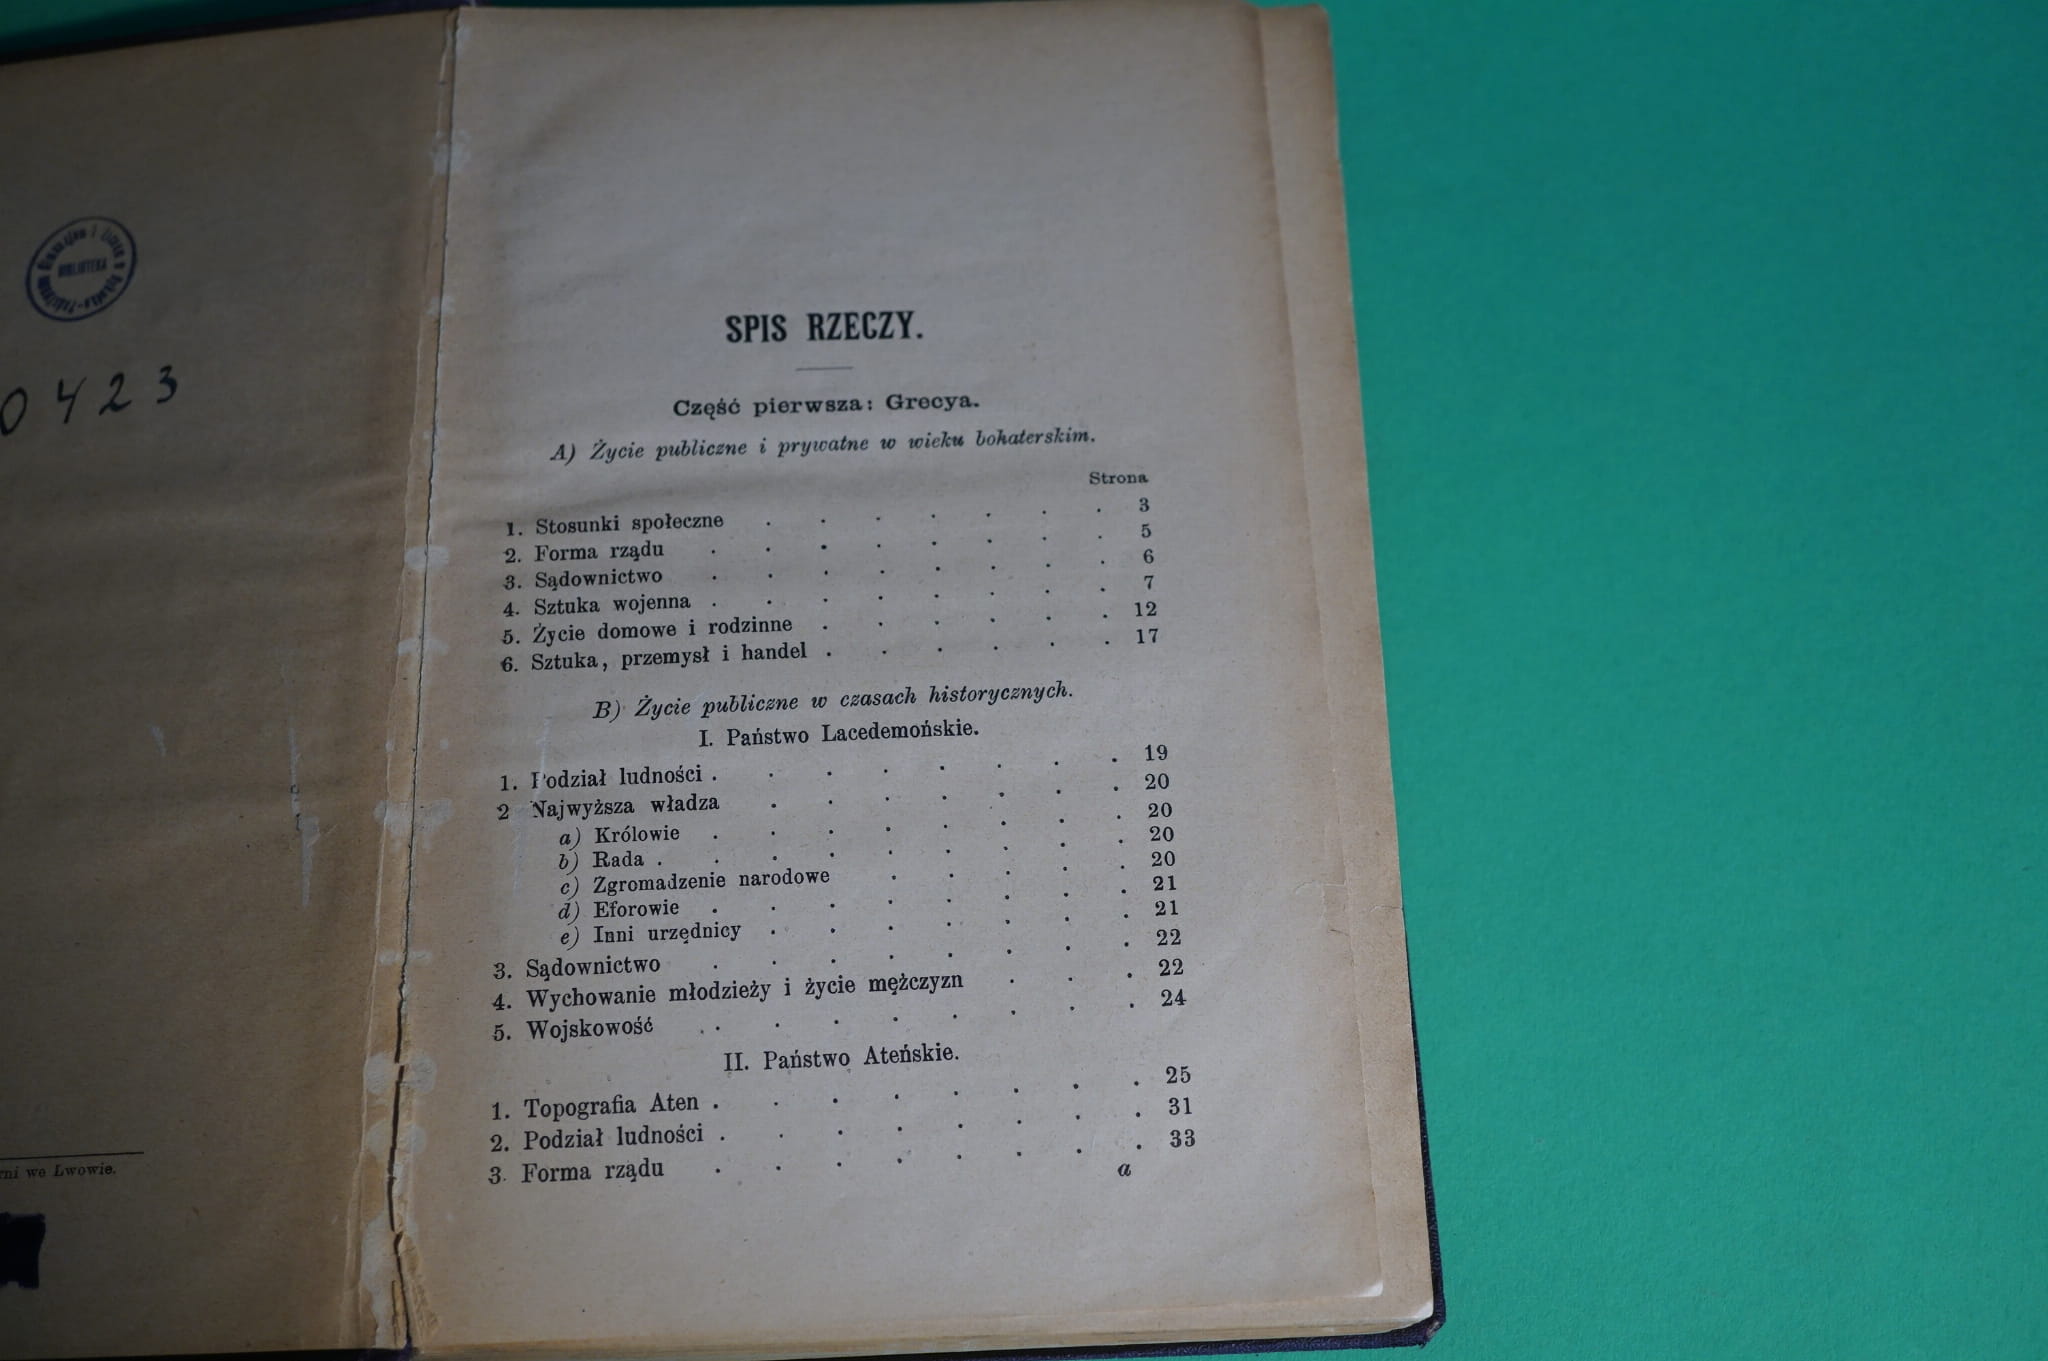 BIBLIOTEKA
0423
we Lwowie.
SPIS RZECZY.
Część pierwsza: Grecya.
A) Życie publiczne i prywatne w wieku bohaterskim.
Strona
1. Stosunki społeczne . . . . . . . 3
2. Forma rządu . . . . . . . . 5
3. Sądownictwo . . . . . . . . 6
4. Sztuka wojenna . . . . . . . . 7
5. Życie domowe i rodzinne . . . . . . 12
6. Sztuka, przemysł i handel . . . . . . 17
B) Życie publiczne w czasach historycznych.
I. Państwo Lacedemońskie.
1. Podział ludności . . . . . . . . 19
2 Najwyższa władza . . . . . . . 20
a) Królowie . . . . . . . . 20
b) Rada . . . . . . . . . 20
c) Zgromadzenie narodowe . . . . . 20
d) Eforowie . . . . . . . . 21
e) Inni urzędnicy . . . . . . . 21
3. Sądownictwo . . . . . . . . 22
4. Wychowanie młodzieży i życie mężczyzn . . . 22
5. Wojskowość . . . . . . . . 24
II. Państwo Ateńskie.
1. Topografia Aten . . . . . . . . 25
2. Podział ludności . . . . . . . . 31
3. Forma rządu . . . . . . . . 33
a